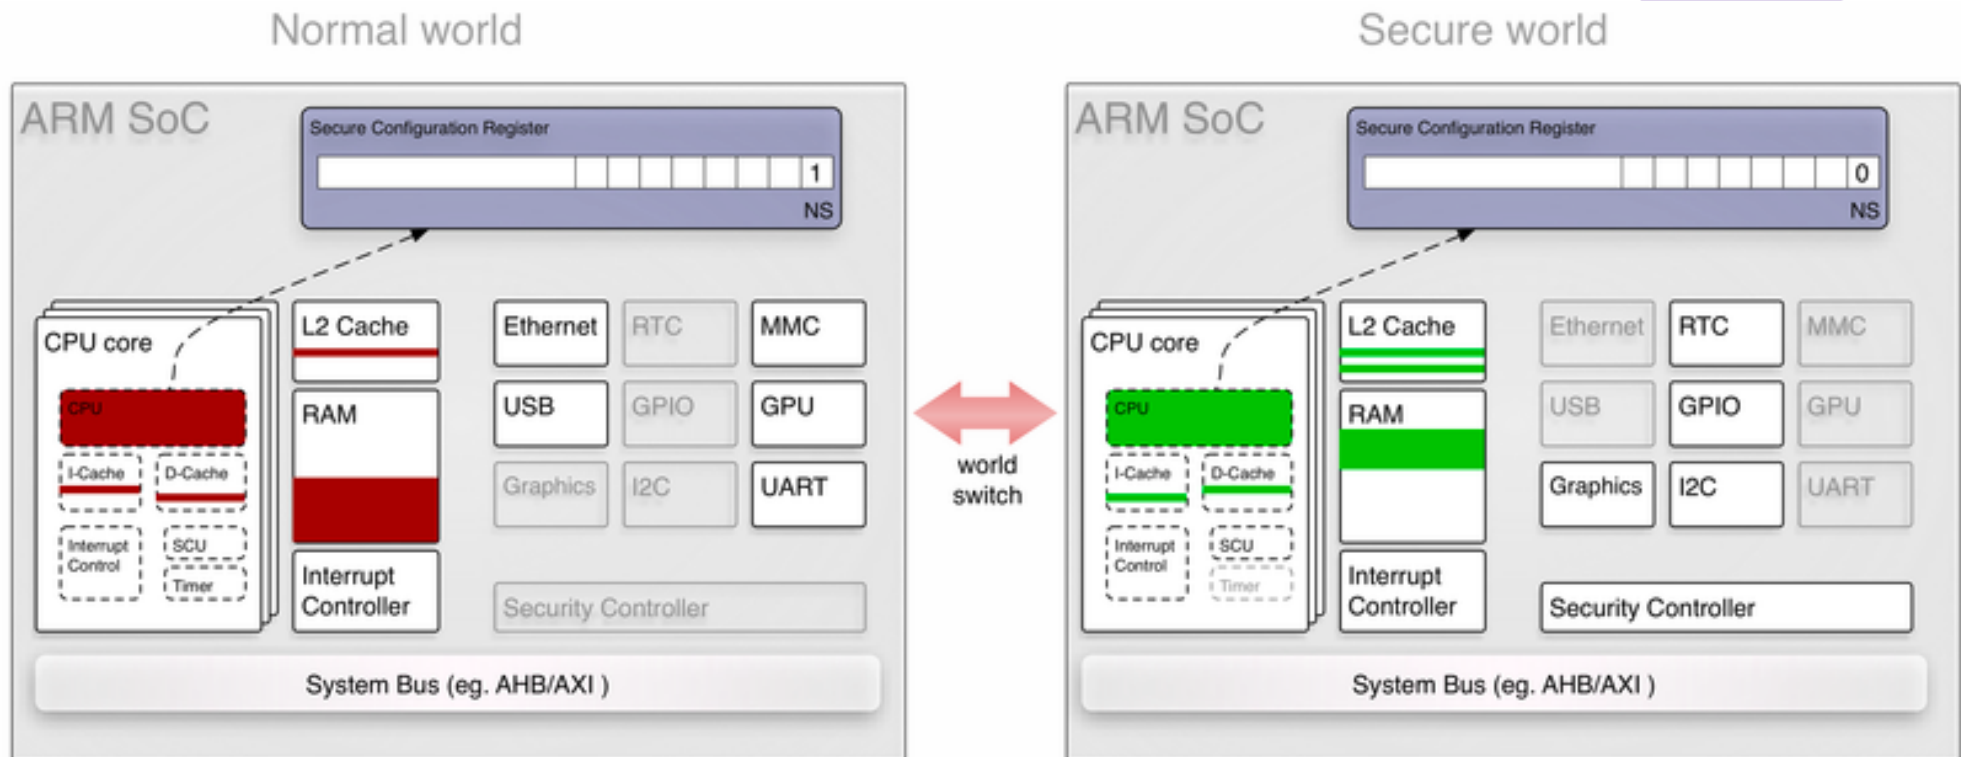 Normal world
ARM SoC
Secure Configuration Register
1
NS
CPU core
CPU
I-Cache
D-Cache
Interrupt
Control
SCU
Timer
L2 Cache
RAM
Interrupt
Controller
Ethernet
RTC
MMC
USB
GPIO
GPU
Graphics
I2C
UART
Security Controller
System Bus (eg. AHB/AXI )
world
switch
Secure world
ARM SoC
Secure Configuration Register
0
NS
CPU core
CPU
I-Cache
D-Cache
Interrupt
Control
SCU
Timer
L2 Cache
RAM
Interrupt
Controller
Ethernet
RTC
MMC
USB
GPIO
GPU
Graphics
I2C
UART
Security Controller
System Bus (eg. AHB/AXI )